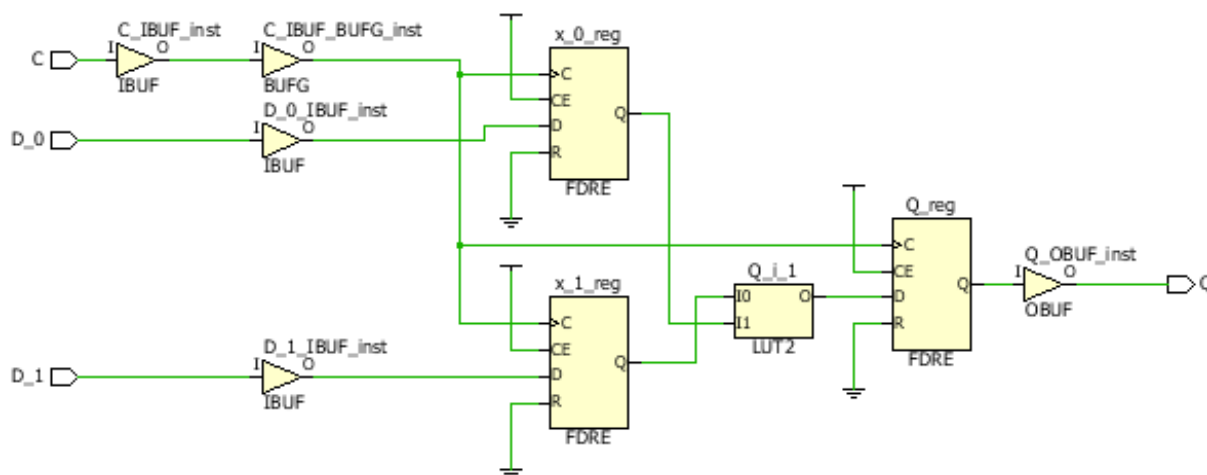 C_IBUF_inst
C_IBUF_BUFG_inst
x_0_reg
C
I
O
IBUF
I
O
BUFG
C
CE
D
R
Q
FDRE
D_0
D_0_IBUF_inst
I
O
IBUF
Q_reg
C
CE
D
R
Q
FDRE
Q_OBUF_inst
I
O
OBUF
Q
x_1_reg
C
CE
D
R
Q
FDRE
Q_i_1
I0
I1
O
LUT2
D_1
D_1_IBUF_inst
I
O
IBUF